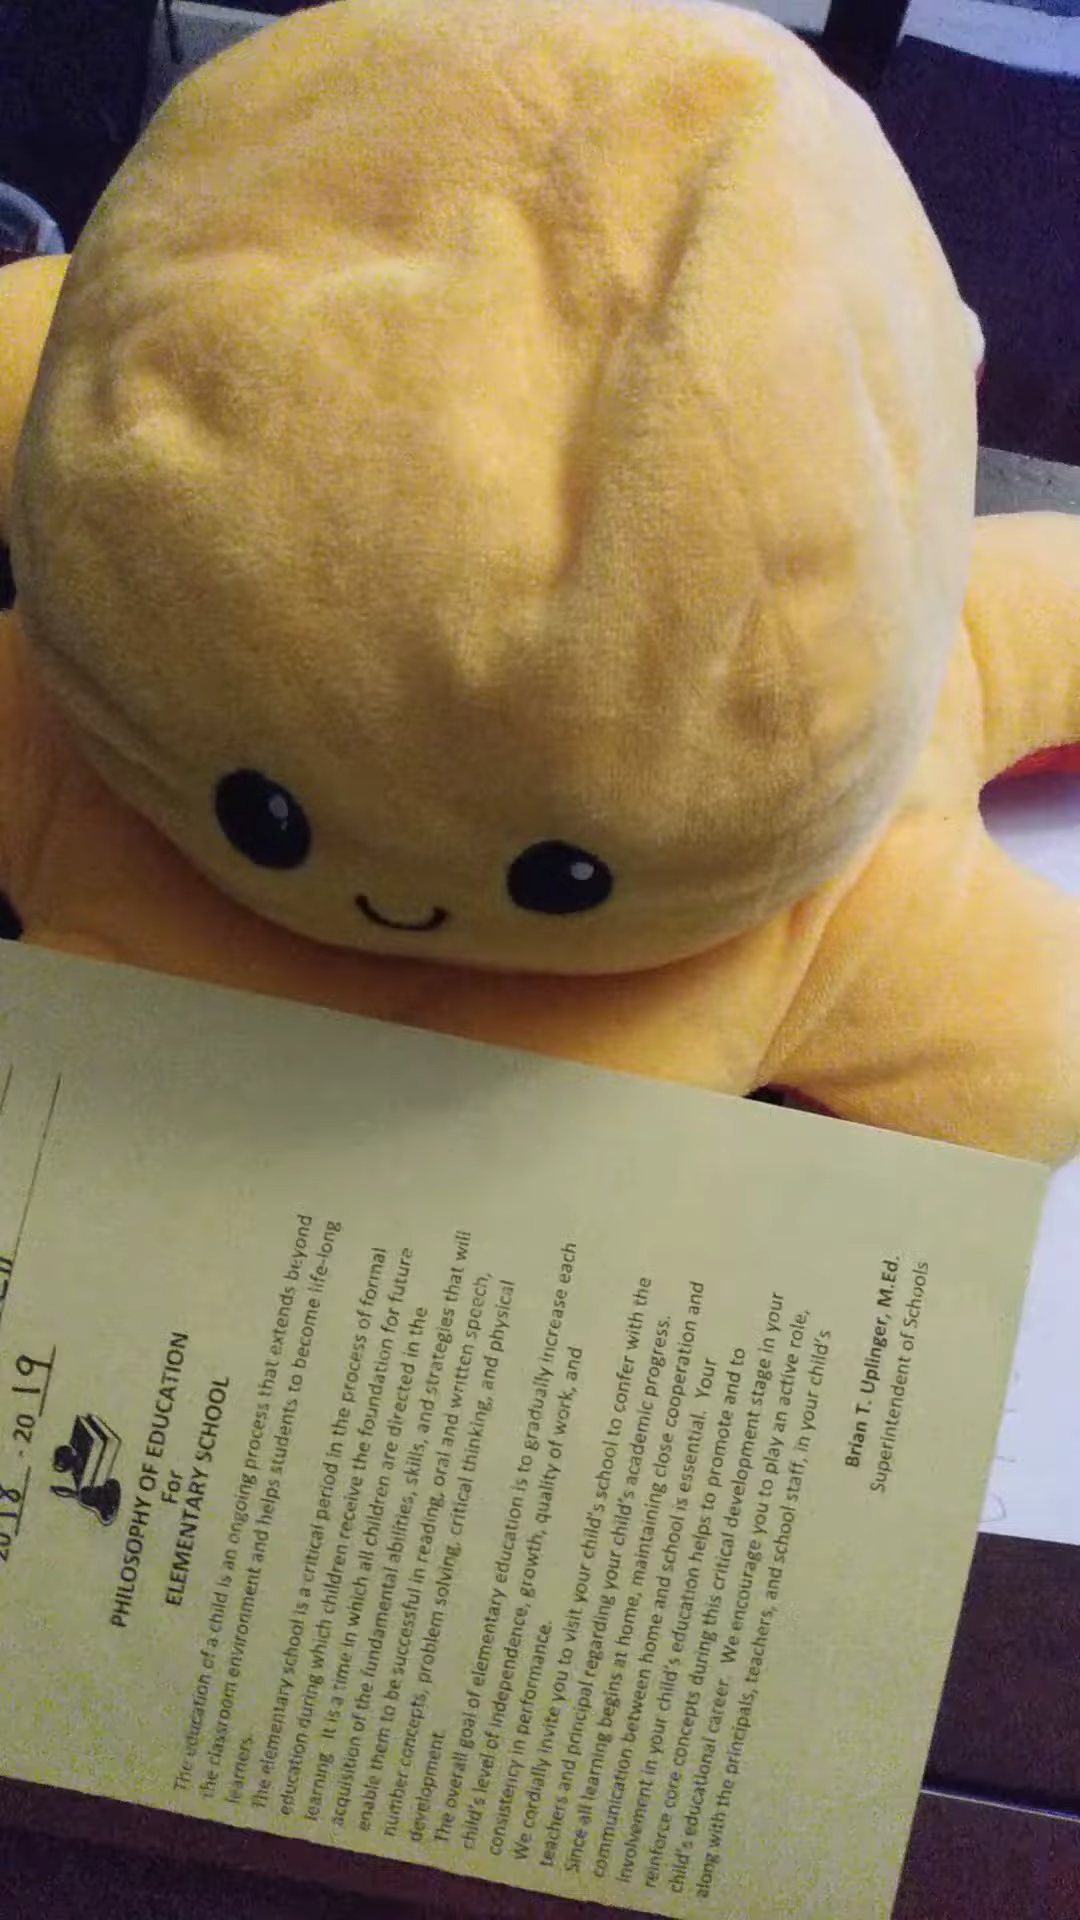 2018 - 2019
PHILOSOPHY OF EDUCATION
For
ELEMENTARY SCHOOL
The education of a child is an ongoing process that extends beyond
the classroom environment and helps students to become life-long
learners.
The elementary school is a critical period in the process of formal
education during which children receive the foundation for future
learning. It is a time in which all children are directed in the
acquisition of the fundamental abilities, skills, and strategies that will
enable them to be successful in reading, oral and written speech,
number concepts, problem solving, critical thinking, and physical
development.
The overall goal of elementary education is to gradually increase each
child's level of independence, growth, quality of work, and
consistency in performance.
We cordially invite you to visit your child's school to confer with the
teachers and principal regarding your child's academic progress.
Since all learning begins at home, maintaining close cooperation and
communication between home and school is essential. Your
involvement in your child's education helps to promote and to
reinforce core concepts during this critical development stage in your
child's educational career. We encourage you to play an active role,
along with the principals, teachers, and school staff, in your child's
Brian T. Uplinger, M.Ed.
Superintendent of Schools